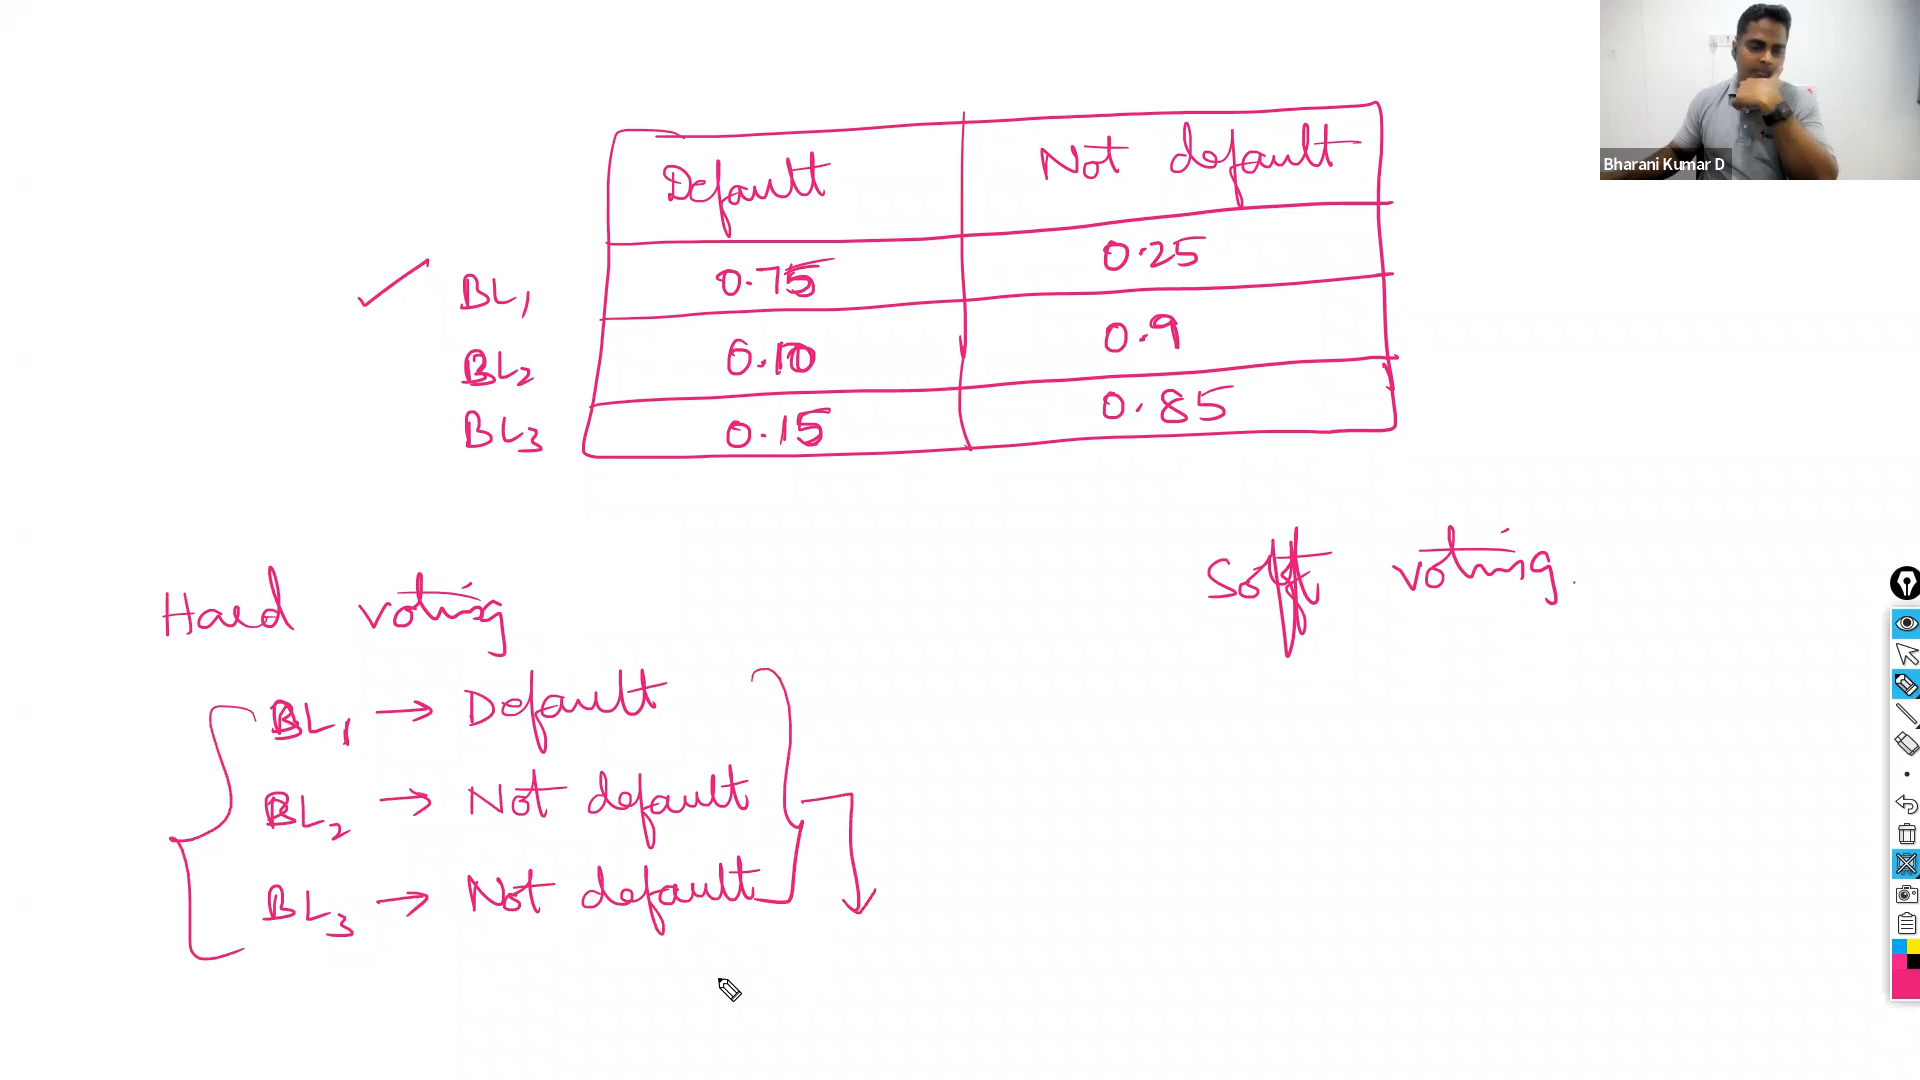 Bharani Kumar D
Default Not default
BL1 0.75 0.25
BL2 0.10 0.9
BL3 0.15 0.85
Hard voting
Soft voting.
BL1 → Default
BL2 → Not default
BL3 → Not default